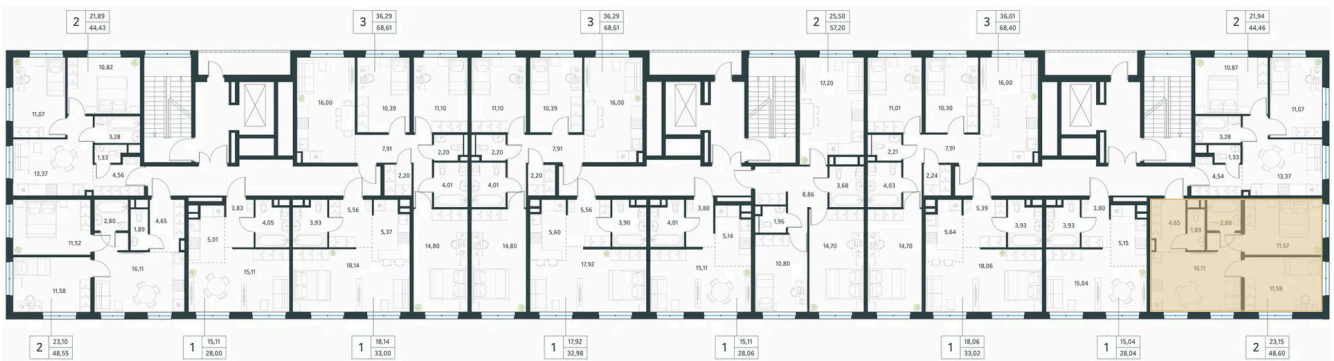 2 21,89 3 36,29 3 36,29 2 25,50 3 36,01 2 21,94
44,43 68,61 68,61 57,20 68,40 44,46
10,82 10,87
11,07 16,00 10,39 11,10 11,10 10,39 16,00 17,20 11,01 10,30 16,00 11,07
3,28 3,28
1,33 7,91 2,20 2,20 7,91 2,21 7,91 1,33
13,37 4,56 2,20 2,20 2,24 4,54 13,37
4,01 4,01 3,68 4,03
3,83 5,56 5,56 3,80 8,86 5,39 3,80
2,80 4,65 4,05 3,93 3,90 4,01 1,96 3,93 3,93 4,65 2,80
1,89 5,01 5,37 5,60 5,14 5,64 5,15 1,89
11,52 14,80 14,80 14,70 14,70 11,57
16,11 15,11 18,14 17,92 15,11 10,80 18,06 15,04 16,11
11,58 11,58
2 23,10 1 15,11 1 18,14 1 17,92 1 15,11 1 18,06 1 15,04 2 23,15
48,55 28,00 33,00 32,98 28,06 33,02 28,04 48,60